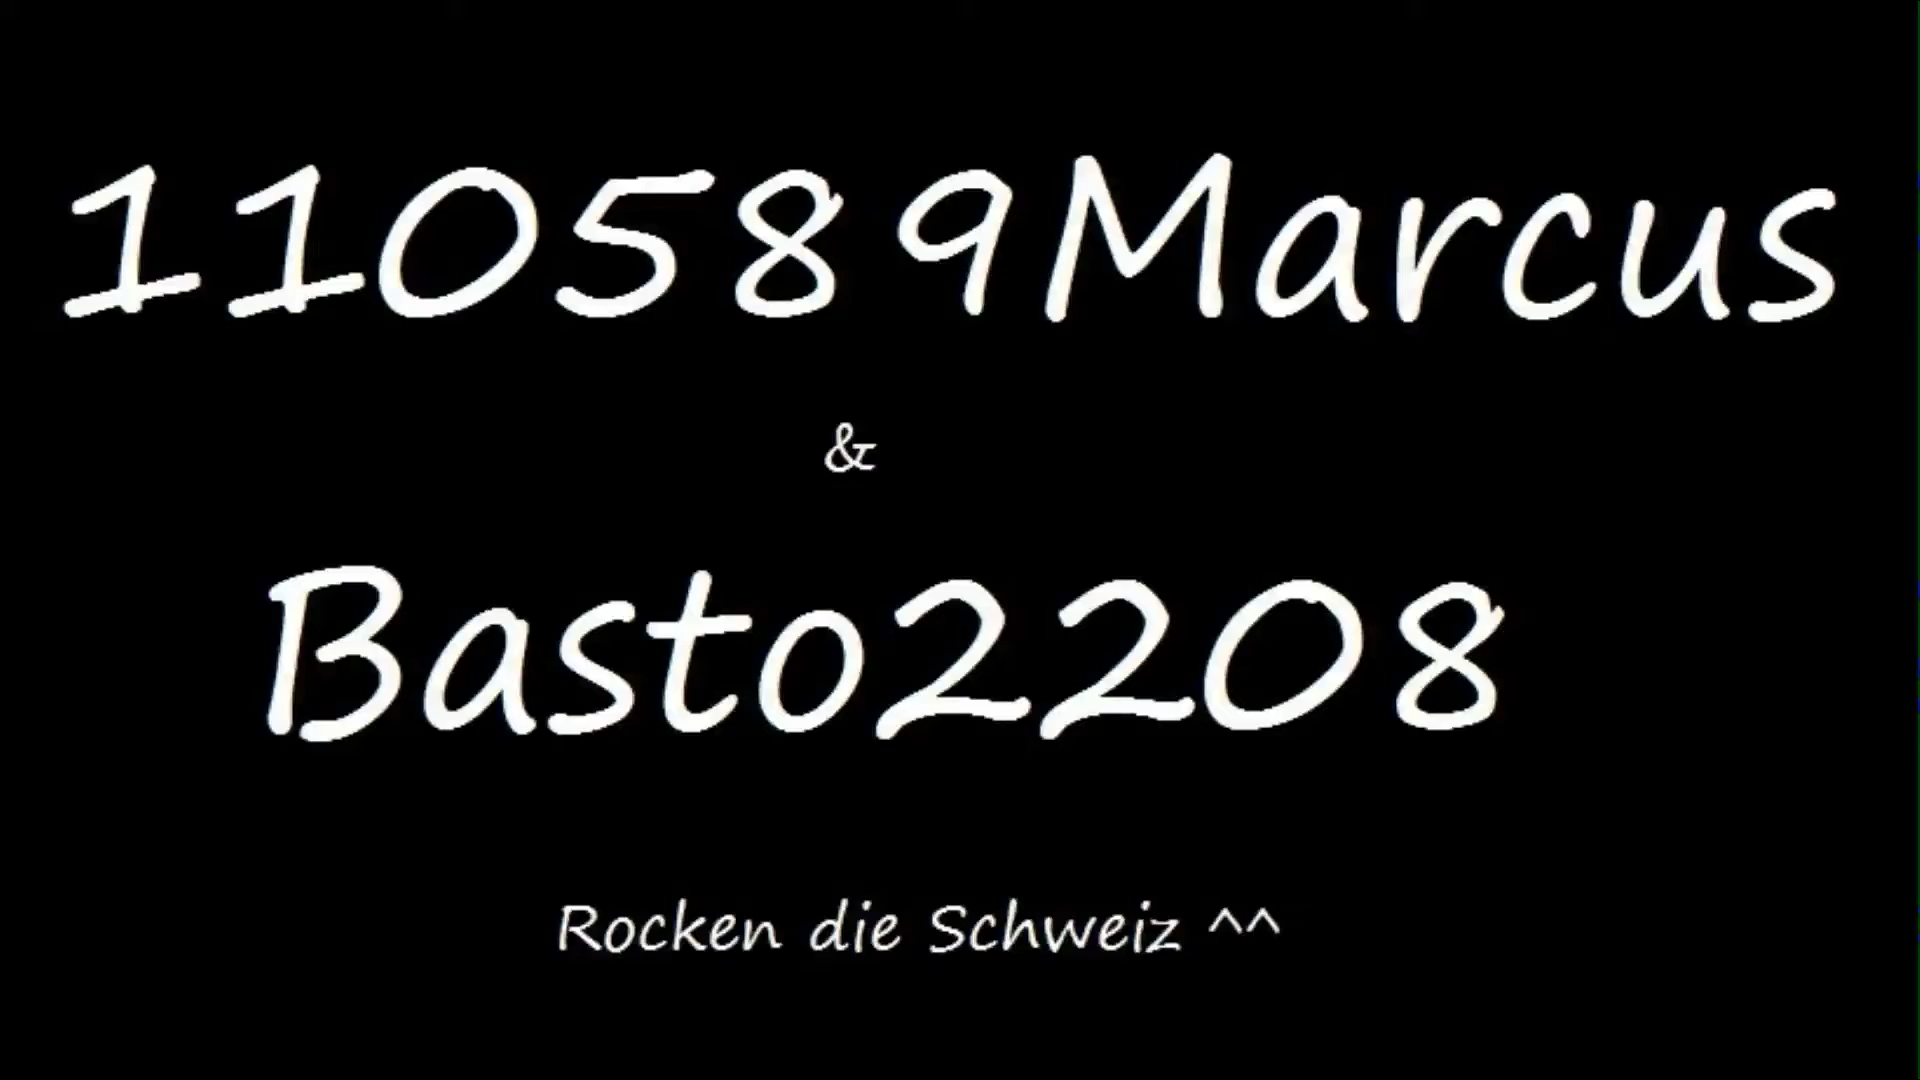 110589Marcus
&
Basto2208
Rocken die Schweiz ^^